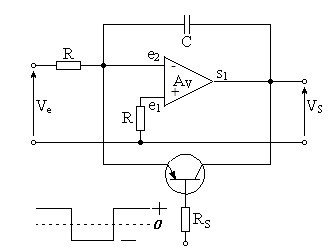 C
R
e2
-
AV
+
s1
e1
R
Ve
VS
RS
+
0
—